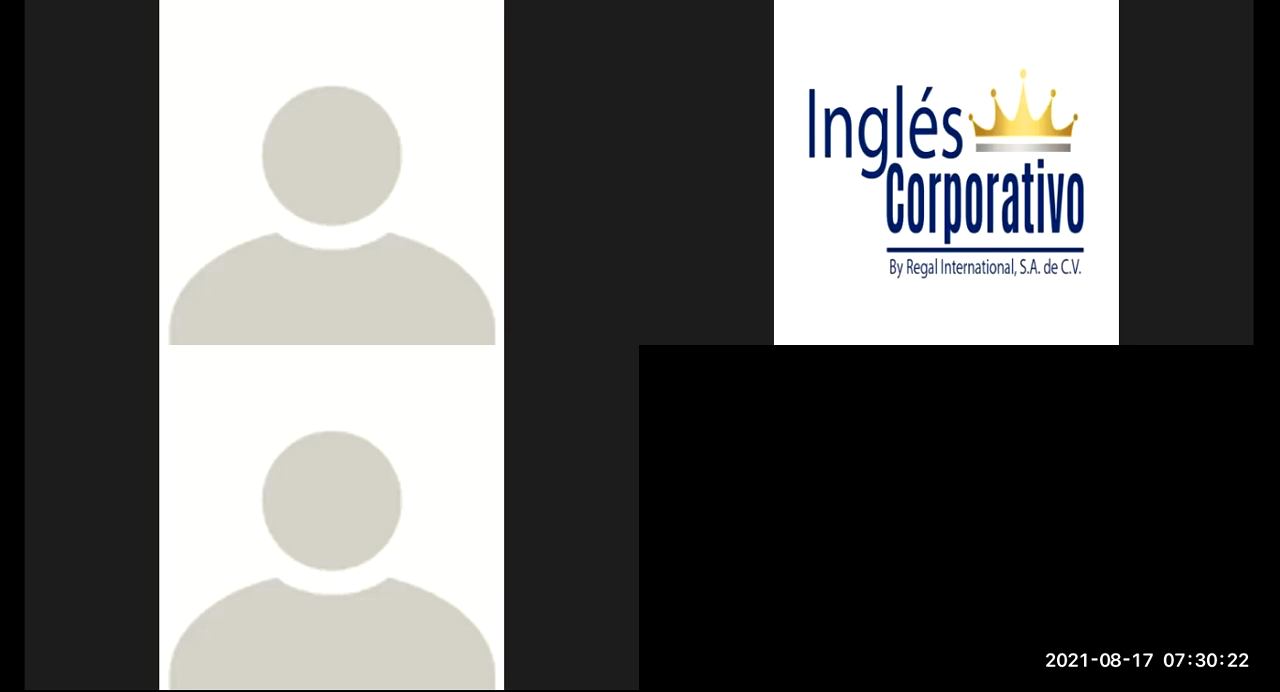 Inglés
Corporativo
By Regal International, S.A. de C.V.
2021-08-17 07:30:22